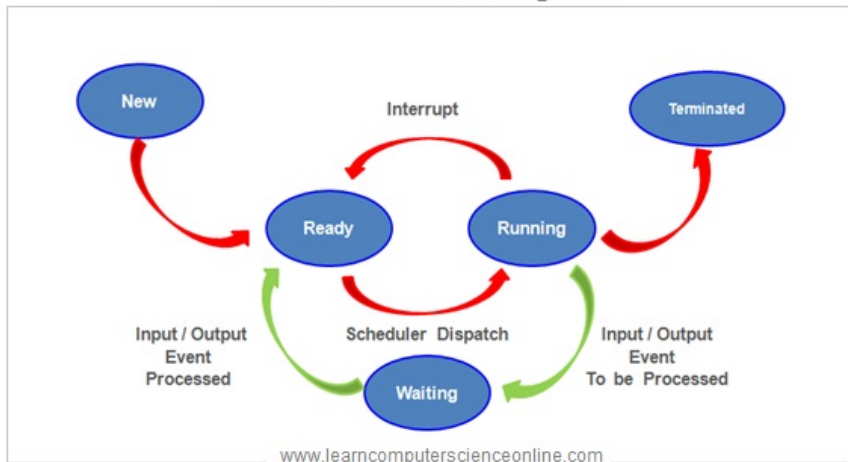 New
Interrupt
Terminated
Ready
Running
Input / Output
Event
Processed
Scheduler Dispatch
Input / Output
Event
To be Processed
Waiting
www.learncomputerscienceonline.com